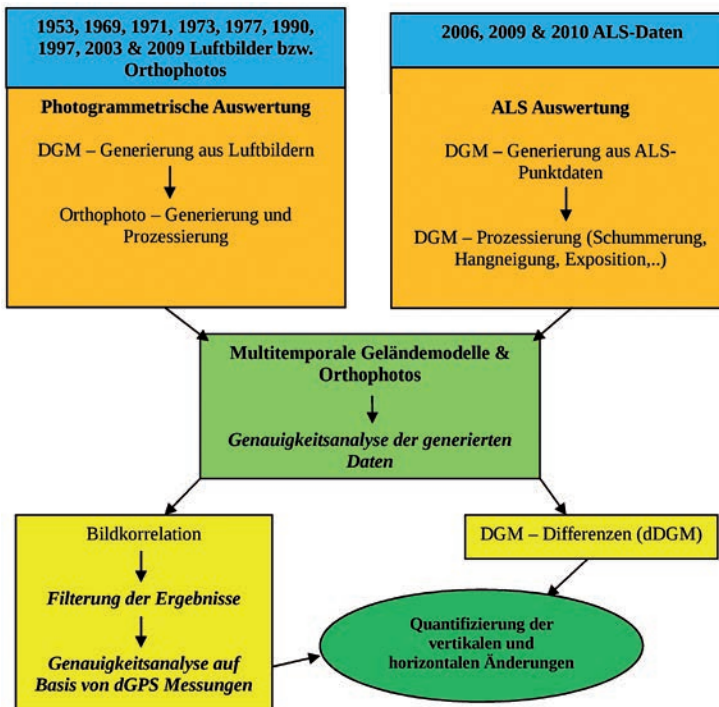 1953, 1969, 1971, 1973, 1977, 1990,
1997, 2003 & 2009 Luftbilder bzw.
Orthophotos
Photogrammetrische Auswertung
DGM – Generierung aus Luftbildern
Orthophoto – Generierung und
Prozessierung
2006, 2009 & 2010 ALS-Daten
ALS Auswertung
DGM – Generierung aus ALS-
Punktdaten
DGM – Prozessierung (Schummerung,
Hangneigung, Exposition,..)
Multitemporale Geländemodelle &
Orthophotos
Genauigkeitsanalyse der generierten
Daten
Bildkorrelation
Filterung der Ergebnisse
Genauigkeitsanalyse auf
Basis von dGPS Messungen
DGM – Differenzen (dDGM)
Quantifizierung der
vertikalen und
horizontalen Änderungen